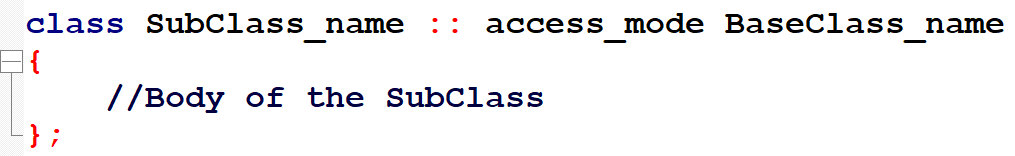 class SubClass_name :: access_mode BaseClass_name
{
//Body of the SubClass
};